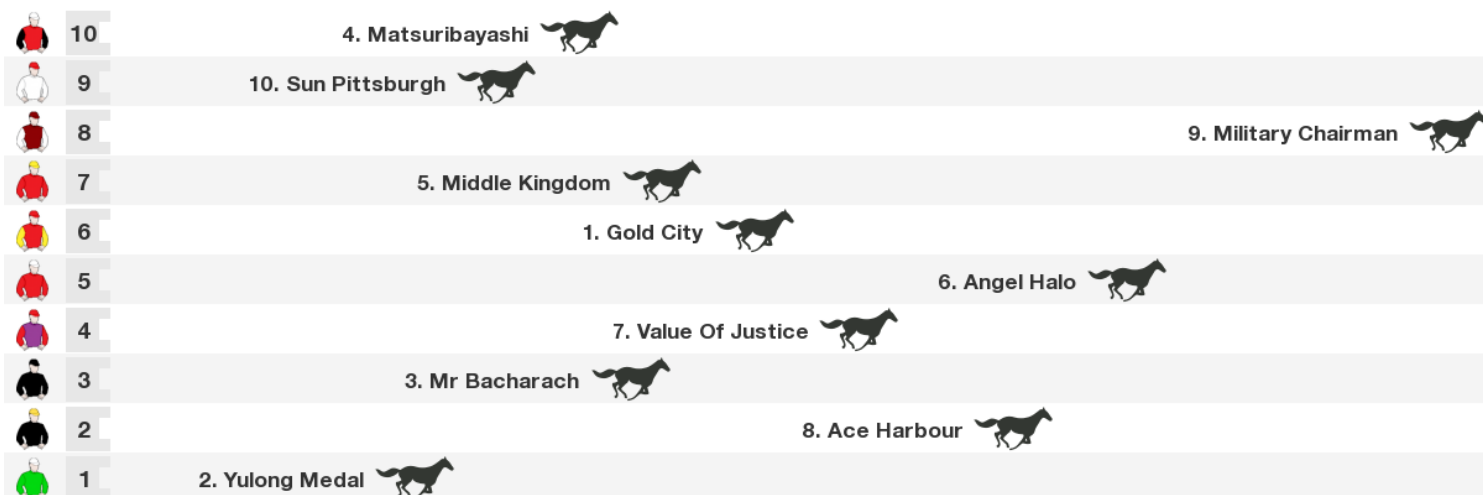 10 4. Matsuribayashi
9 10. Sun Pittsburgh
8 9. Military Chairman
7 5. Middle Kingdom
6 1. Gold City
5 6. Angel Halo
4 7. Value Of Justice
3 3. Mr Bacharach
2 8. Ace Harbour
1 2. Yulong Medal